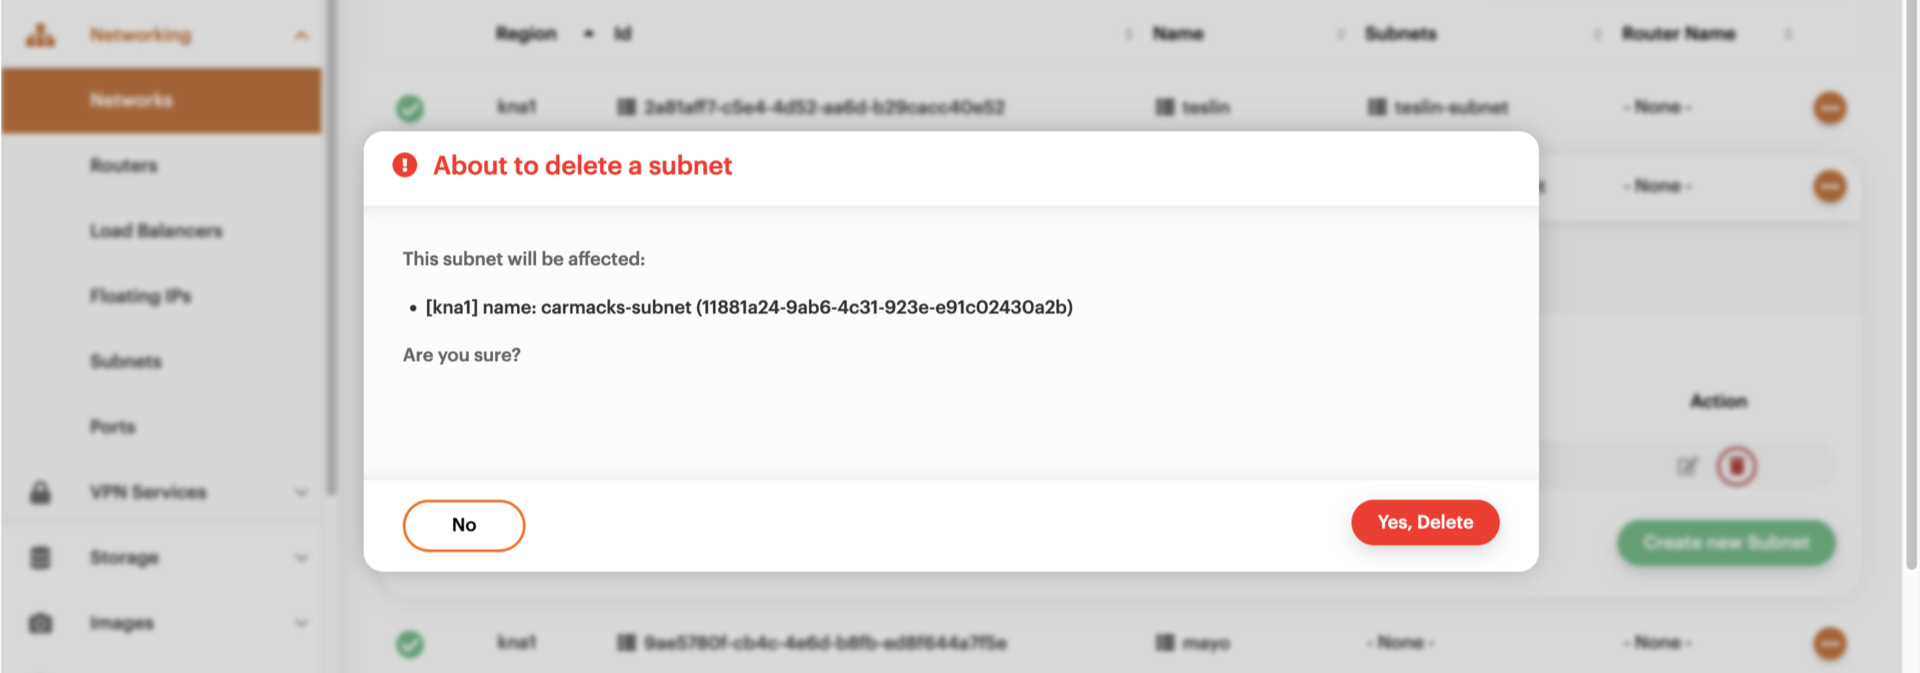 Networking
Region Id Name Subnets Router Name
Networks
kna1 2a81aff7-c5e4-4d52-aa6d-b29cacc40e52 teslin teslin-subnet - None -
About to delete a subnet
Routers
- None -
Load Balancers
This subnet will be affected:
Floating IPs
• [kna1] name: carmacks-subnet (11881a24-9ab6-4c31-923e-e91c02430a2b)
Subnets
Are you sure?
Action
Ports
VPN Services
No
Yes, Delete
Create new Subnet
Storage
Images
kna1 9ae5780f-cb4c-4e6d-b8fb-ed8f644a7f5e mayo - None - - None -